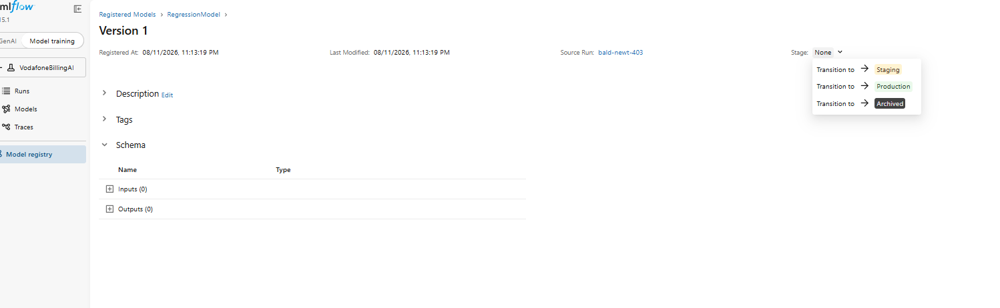 mlflow
15.1
GenAI
Model training
VodafoneBillingAI
Runs
Models
Traces
Model registry
Registered Models > RegressionModel >
Version 1
Registered At: 08/11/2026, 11:13:19 PM
Last Modified: 08/11/2026, 11:13:19 PM
Source Run: bald-newt-403
Stage: None
Transition to → Staging
Transition to → Production
Transition to → Archived
Description Edit
Tags
Schema
Name Type
Inputs (0)
Outputs (0)